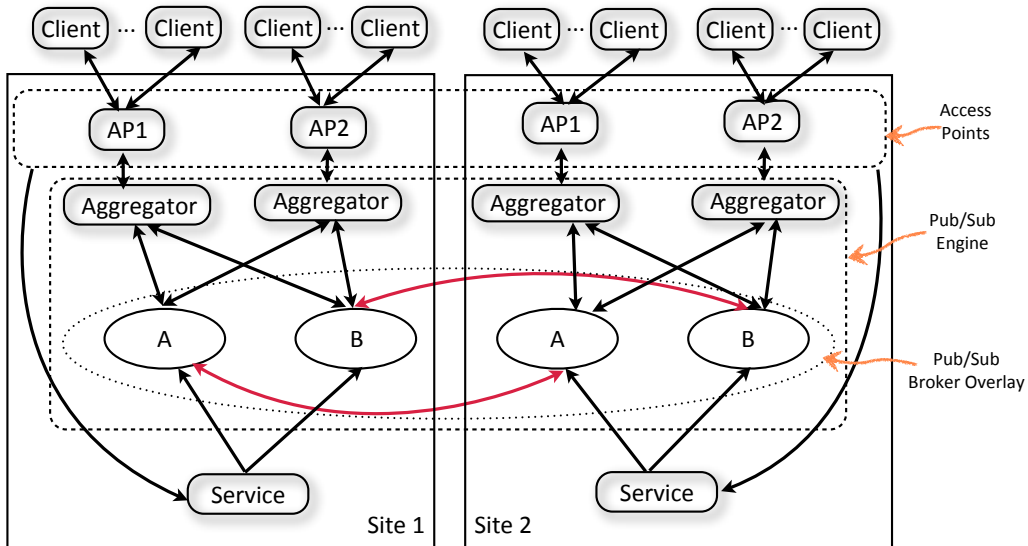 Client ... Client Client ... Client Client ... Client Client ... Client
AP1 AP2 AP1 AP2
Access
Points
Aggregator Aggregator Aggregator Aggregator
Pub/Sub
Engine
A B A B
Pub/Sub
Broker Overlay
Service Service
Site 1 Site 2